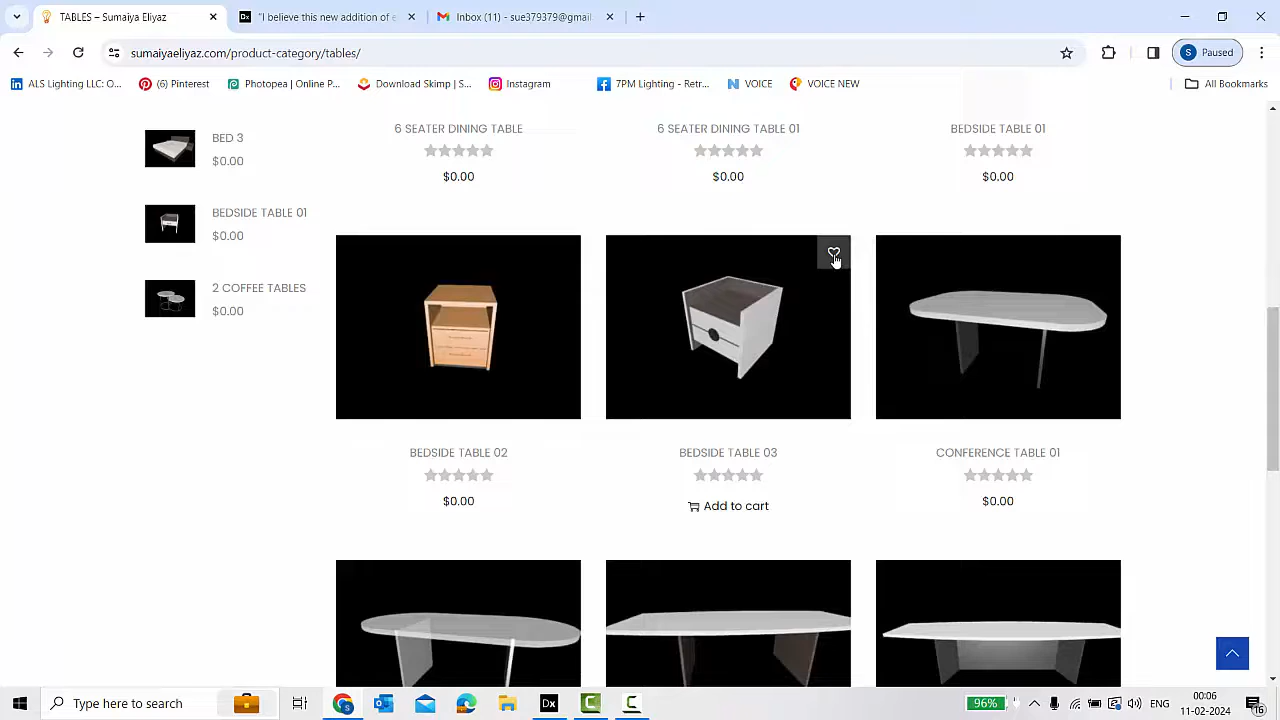 TABLES – Sumaiya Eliyaz
"I believe this new addition of e
Inbox (11) - sue379379@gmail
sumaiyaeliyaz.com/product-category/tables/
Paused
ALS Lighting LLC: O...
(6) Pinterest
Photopea | Online P...
Download Skimp | S...
Instagram
7PM Lighting - Retr...
VOICE
VOICE NEW
All Bookmarks
BED 3
$0.00
BEDSIDE TABLE 01
$0.00
2 COFFEE TABLES
$0.00
6 SEATER DINING TABLE
$0.00
6 SEATER DINING TABLE 01
$0.00
BEDSIDE TABLE 01
$0.00
BEDSIDE TABLE 02
$0.00
BEDSIDE TABLE 03
Add to cart
CONFERENCE TABLE 01
$0.00
Type here to search
96%
ENG
00:06
11-02-2024
16